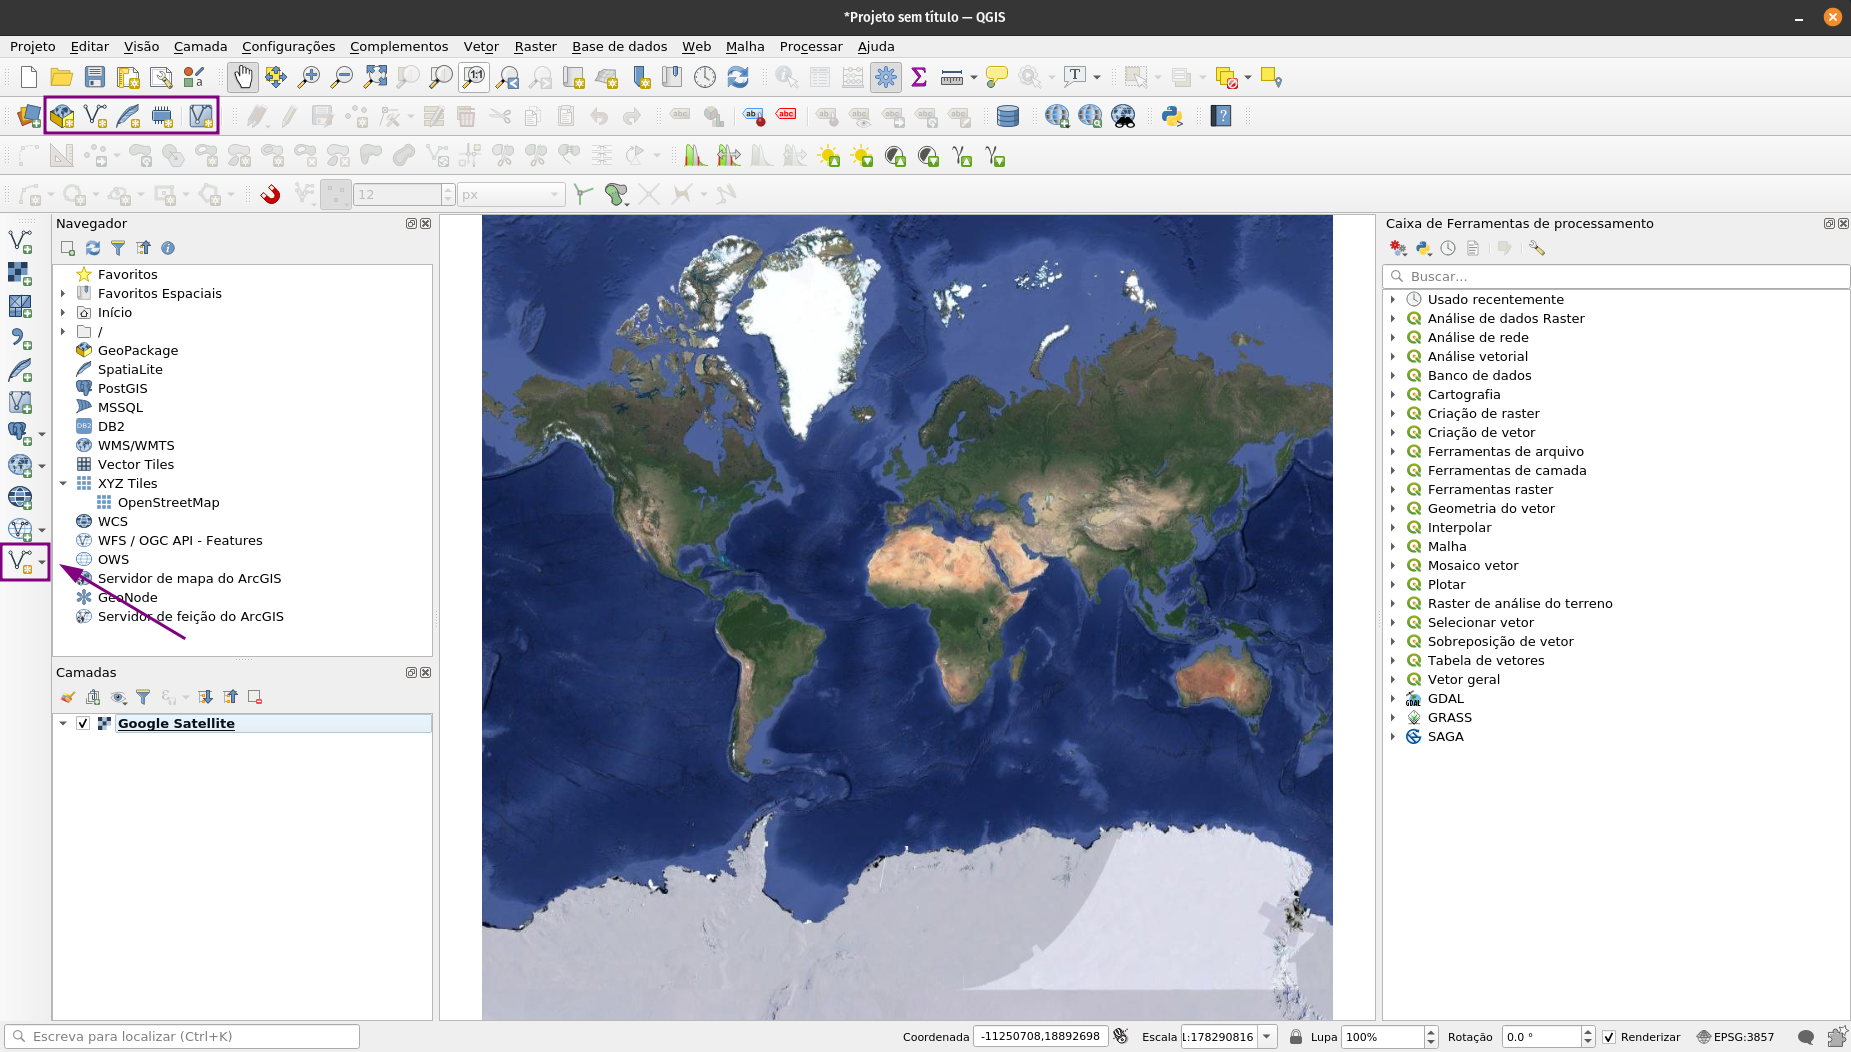 *Projeto sem título — QGIS
Projeto Editar Visão Camada Configurações Complementos Vetor Raster Base de dados Web Malha Processar Ajuda
1:1
T
abc
ab
abc
?
12 px
Navegador
Favoritos
Favoritos Espaciais
Início
/
GeoPackage
SpatiaLite
PostGIS
MSSQL
DB2 DB2
WMS/WMTS
Vector Tiles
XYZ Tiles
OpenStreetMap
WCS
WFS / OGC API - Features
OWS
Servidor de mapa do ArcGIS
GeoNode
Servidor de feição do ArcGIS
Camadas
Google Satellite
Caixa de Ferramentas de processamento
Buscar...
Usado recentemente
Análise de dados Raster
Análise de rede
Análise vetorial
Banco de dados
Cartografia
Criação de raster
Criação de vetor
Ferramentas de arquivo
Ferramentas de camada
Ferramentas raster
Geometria do vetor
Interpolar
Malha
Mosaico vetor
Plotar
Raster de análise do terreno
Selecionar vetor
Sobreposição de vetor
Tabela de vetores
Vetor geral
GDAL GDAL
GRASS
SAGA
Escreva para localizar (Ctrl+K)
Coordenada -11250708,18892698 Escala 1:178290816 Lupa 100% Rotação 0.0 ° Renderizar EPSG:3857